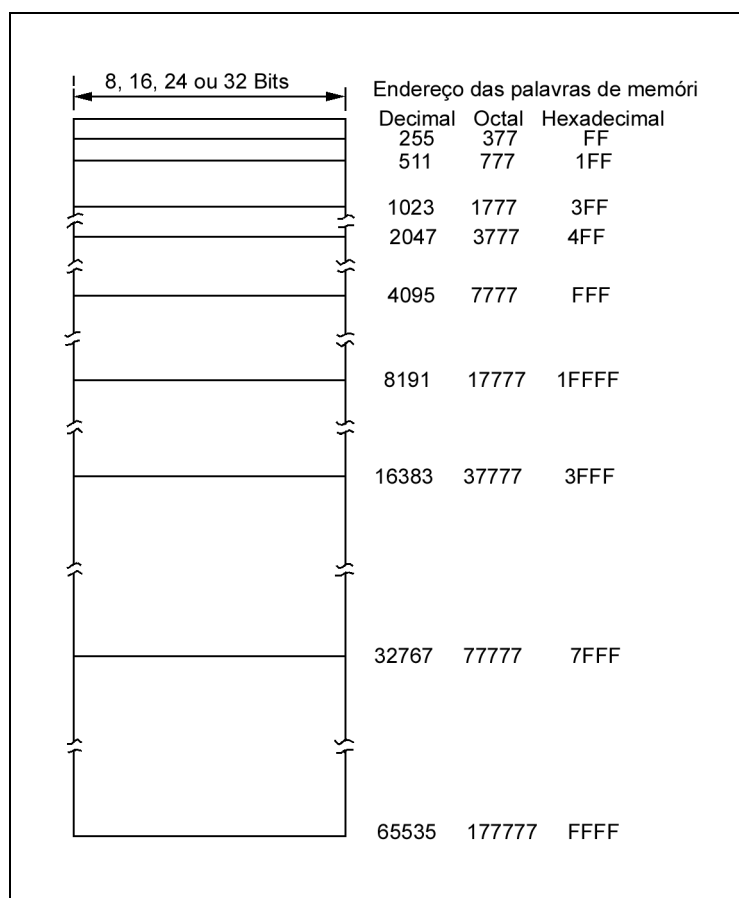 8, 16, 24 ou 32 Bits
Endereço das palavras de memóri
Decimal Octal Hexadecimal
255 377 FF
511 777 1FF
1023 1777 3FF
2047 3777 4FF
4095 7777 FFF
8191 17777 1FFFF
16383 37777 3FFF
32767 77777 7FFF
65535 177777 FFFF